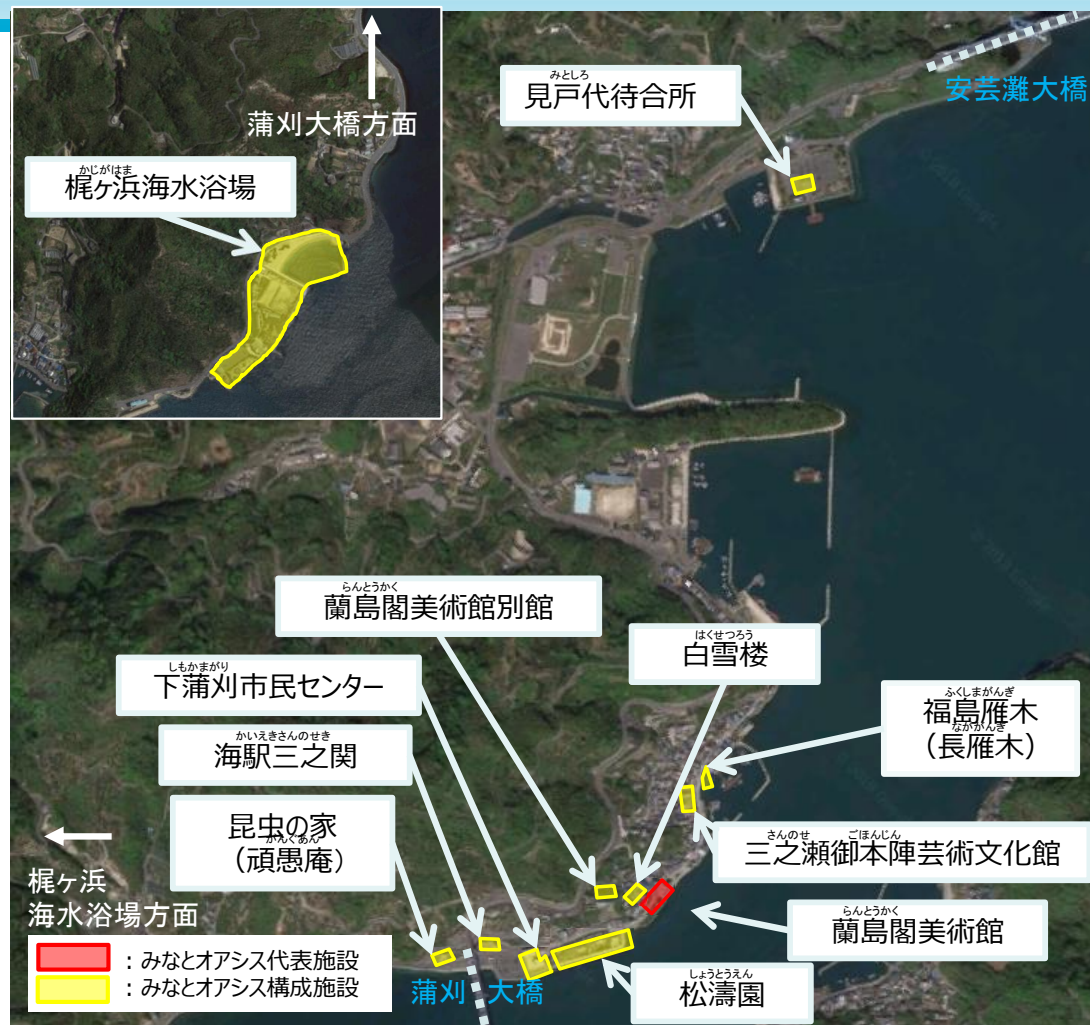 蒲刈大橋方面
かじがはま
梶ヶ浜海水浴場
みとしろ
見戸代待合所
安芸灘大橋
らんとうかく
蘭島閣美術館別館
はくせつろう
白雪楼
しもかまがり
下蒲刈市民センター
ふくしまがんぎ
福島雁木
なががんぎ
（長雁木）
かいえきさんのせき
海駅三之関
昆虫の家
がんぐあん
（頑愚庵）
さんのせ ごほんじん
三之瀬御本陣芸術文化館
梶ヶ浜
海水浴場方面
らんとうかく
蘭島閣美術館
しょうとうえん
松濤園
蒲刈 大橋
：みなとオアシス代表施設
：みなとオアシス構成施設